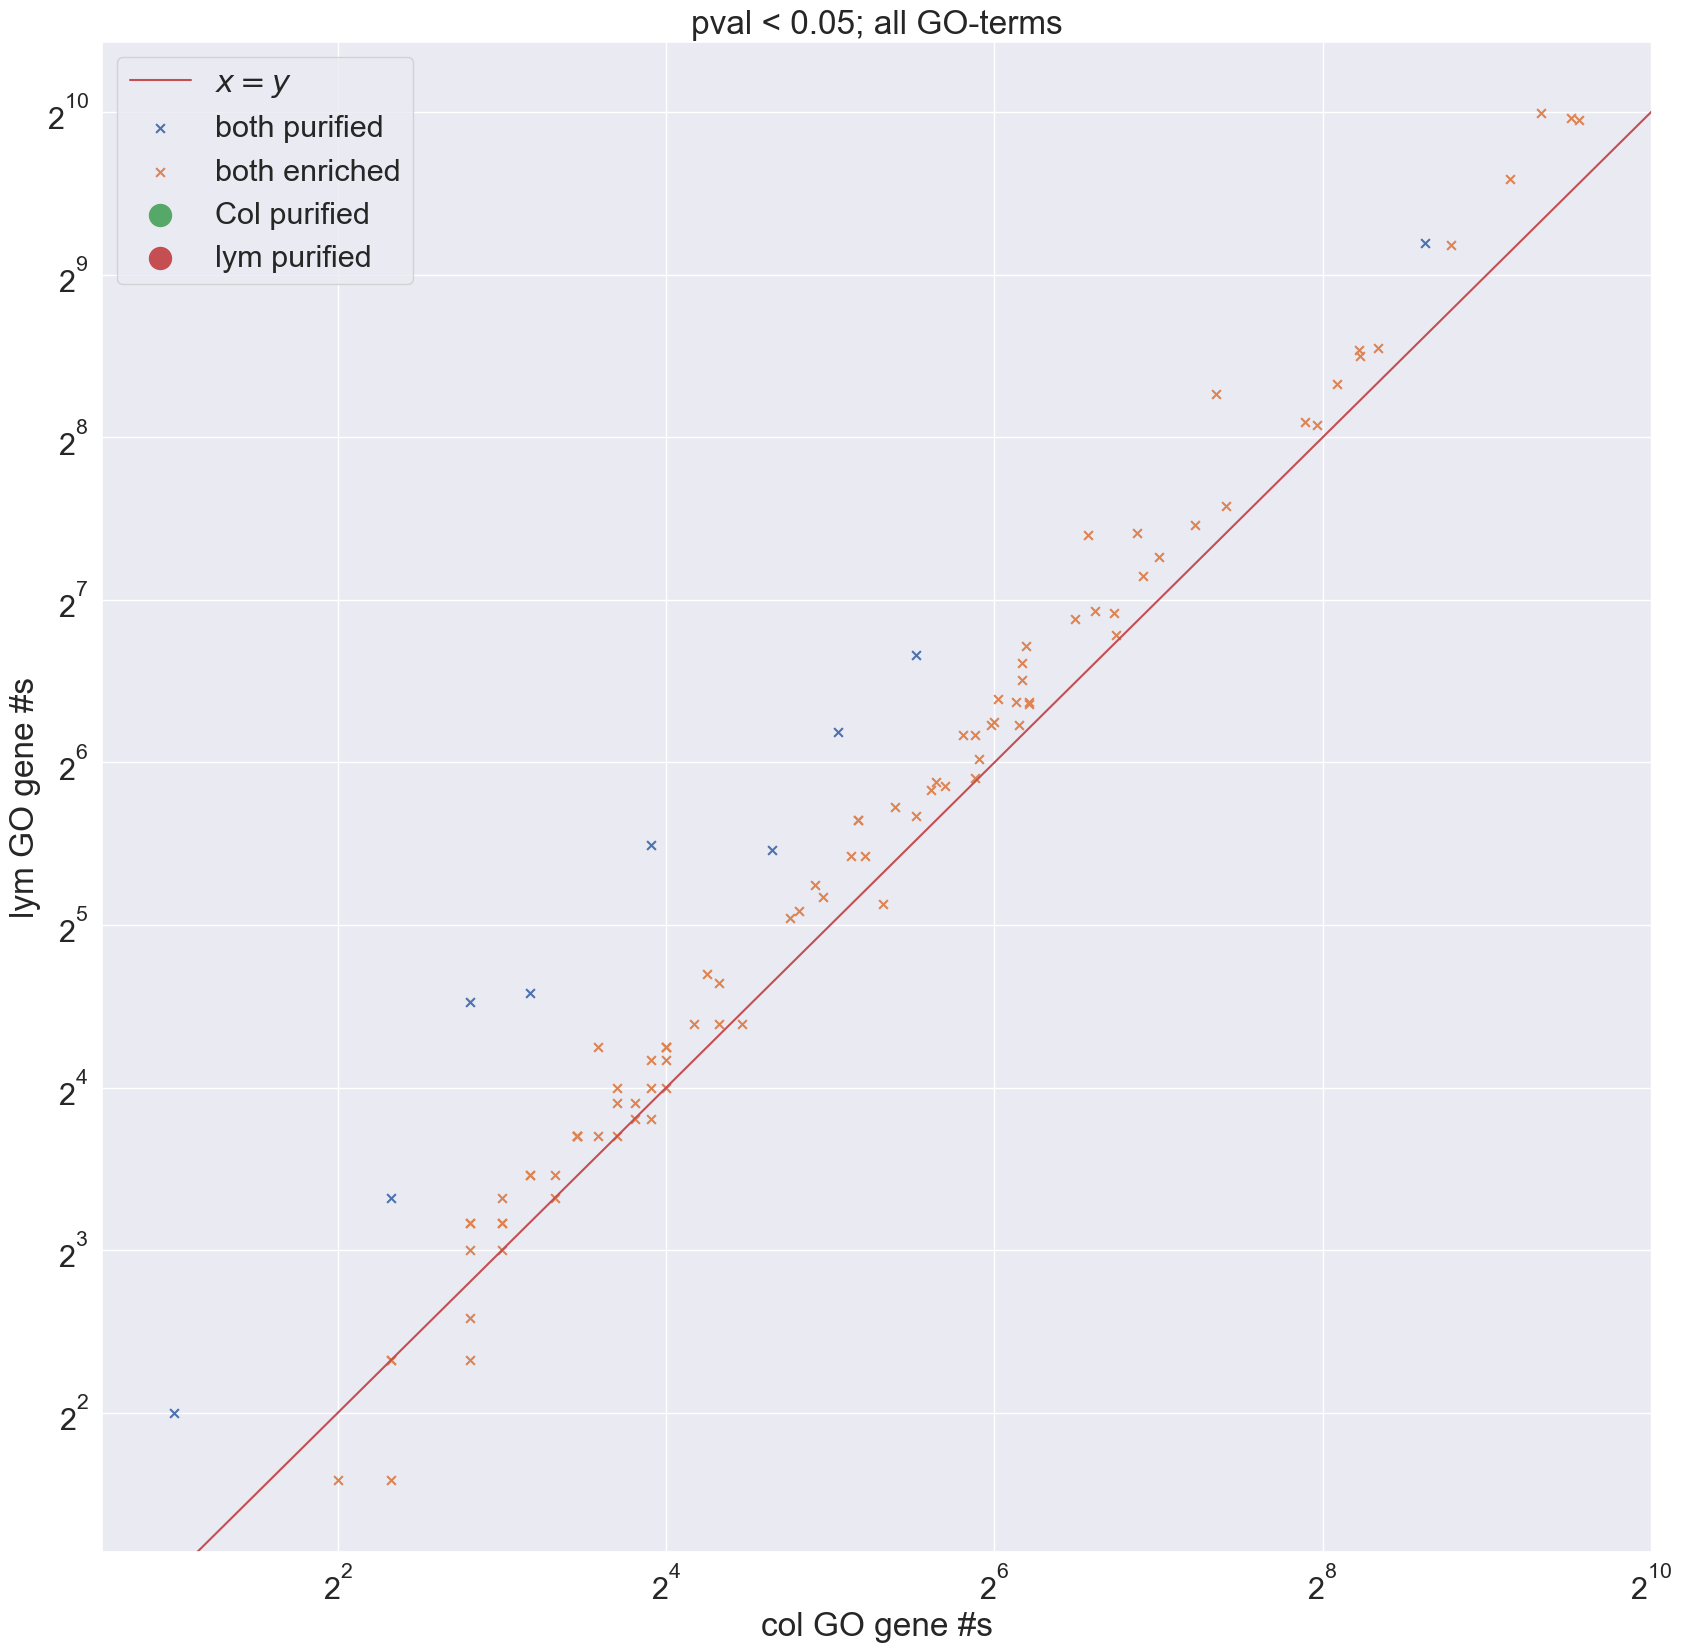 pval < 0.05; all GO-terms
x = y
both purified
both enriched
Col purified
lym purified
2^10
2^9
2^8
2^7
2^6
2^5
2^4
2^3
2^2
lym GO gene #s
2^2 2^4 2^6 2^8 2^10
col GO gene #s